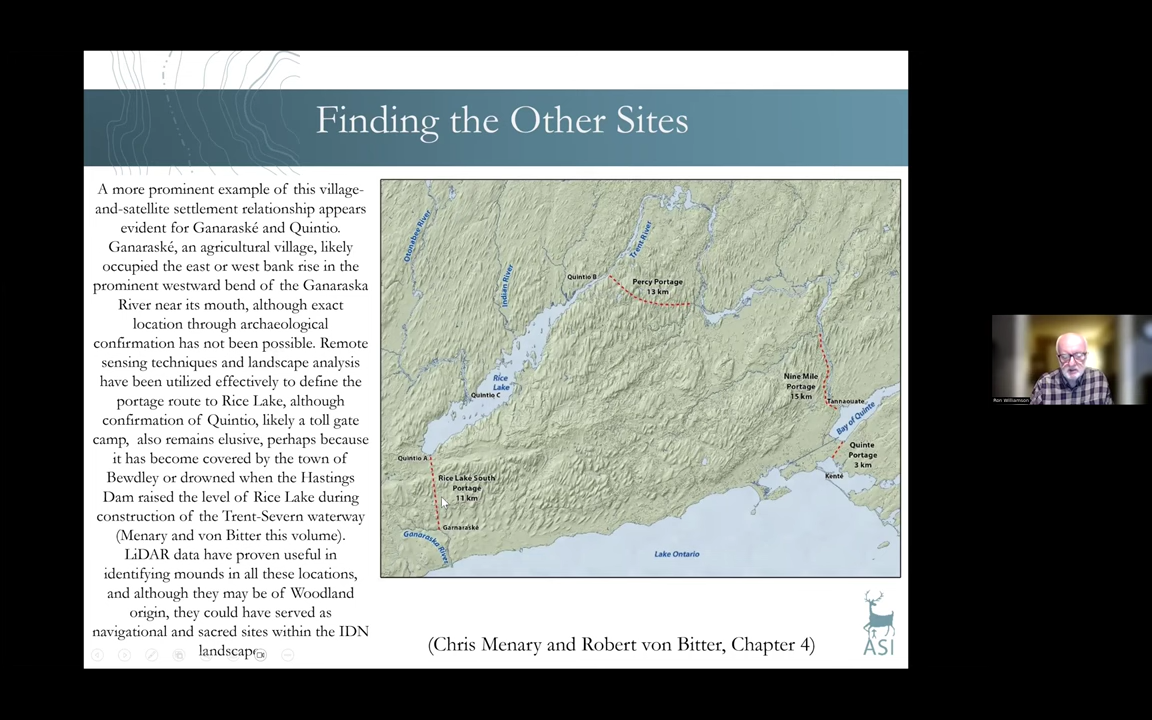 Finding the Other Sites
A more prominent example of this village-
and-satellite settlement relationship appears
evident for Ganaraské and Quintio.
Ganaraské, an agricultural village, likely
occupied the east or west bank rise in the
prominent westward bend of the Ganaraska
River near its mouth, although exact
location through archaeological
confirmation has not been possible. Remote
sensing techniques and landscape analysis
have been utilized effectively to define the
portage route to Rice Lake, although
confirmation of Quintio, likely a toll gate
camp, also remains elusive, perhaps because
it has become covered by the town of
Bewdley or drowned when the Hastings
Dam raised the level of Rice Lake during
construction of the Trent-Severn waterway
(Menary and von Bitter this volume).
LiDAR data have proven useful in
identifying mounds in all these locations,
and although they may be of Woodland
origin, they could have served as
navigational and sacred sites within the IDN
landscape
Otonabee River
Indian River
Trent River
Quintio B
Percy Portage
13 km
Rice
Lake
Quintio C
Nine Mile
Portage
15 km
Tannaouate
Bay of Quinte
Quinte
Portage
3 km
Kenté
Quintio A
Rice Lake South
Portage
11 km
Garnaraské
Ganaraska River
Lake Ontario
(Chris Menary and Robert von Bitter, Chapter 4)
ASI
Ron Williamson